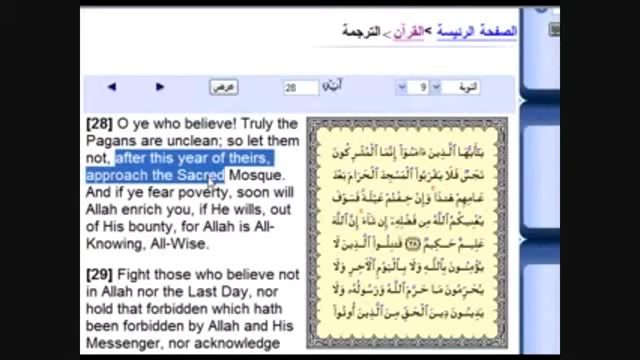 الصفحة الرئيسة > القرآن > الترجمة
التوبة 9 28 عرض
[28] O ye who believe! Truly the
Pagans are unclean; so let them
not, after this year of theirs,
approach the Sacred Mosque.
And if ye fear poverty, soon will
Allah enrich you, if He wills, out
of His bounty, for Allah is All-
Knowing, All-Wise.
[29] Fight those who believe not
in Allah nor the Last Day, nor
hold that forbidden which hath
been forbidden by Allah and His
Messenger, nor acknowledge
يَـٰٓأَيُّهَا ٱلَّذِينَ ءَامَنُوٓا۟ إِنَّمَا ٱلْمُشْرِكُونَ
نَجَسٌ فَلَا يَقْرَبُوا۟ ٱلْمَسْجِدَ ٱلْحَرَامَ بَعْدَ
عَامِهِمْ هَـٰذَا وَإِنْ خِفْتُمْ عَيْلَةً فَسَوْفَ
يُغْنِيكُمُ ٱللَّهُ مِن فَضْلِهِۦٓ إِن شَآءَ إِنَّ ٱللَّهَ
عَلِيمٌ حَكِيمٌ ٢٨ قَـٰتِلُوا۟ ٱلَّذِينَ لَا
يُؤْمِنُونَ بِٱللَّهِ وَلَا بِٱلْيَوْمِ ٱلْـَٔاخِرِ وَلَا
يُحَرِّمُونَ مَا حَرَّمَ ٱللَّهُ وَرَسُولُهُۥ وَلَا
يَدِينُونَ دِينَ ٱلْحَقِّ مِنَ ٱلَّذِينَ أُوتُوا۟